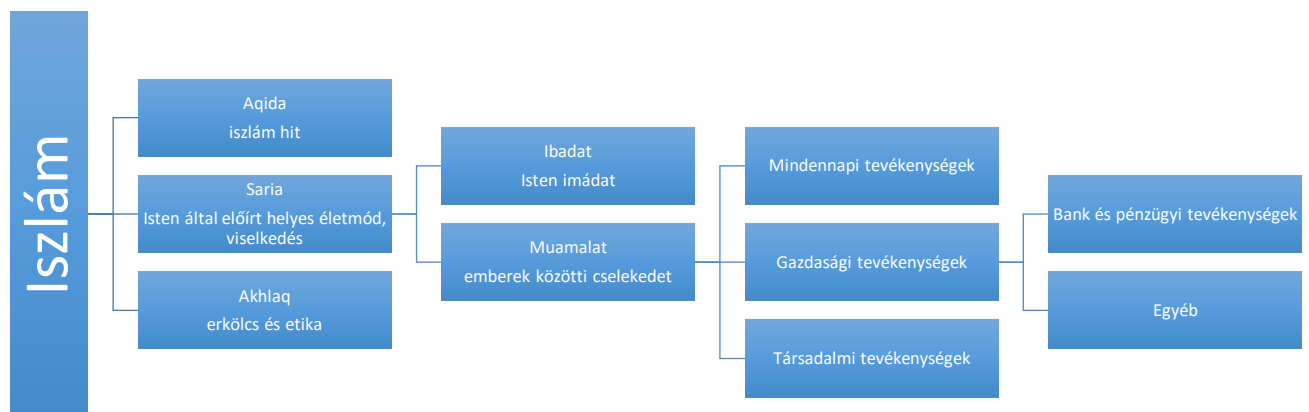 Iszlám
Aqida
iszlám hit
Saria
Isten által előírt helyes életmód,
viselkedés
Akhlaq
erkölcs és etika
Ibadat
Isten imádat
Muamalat
emberek közötti cselekedet
Mindennapi tevékenységek
Gazdasági tevékenységek
Társadalmi tevékenységek
Bank és pénzügyi tevékenységek
Egyéb